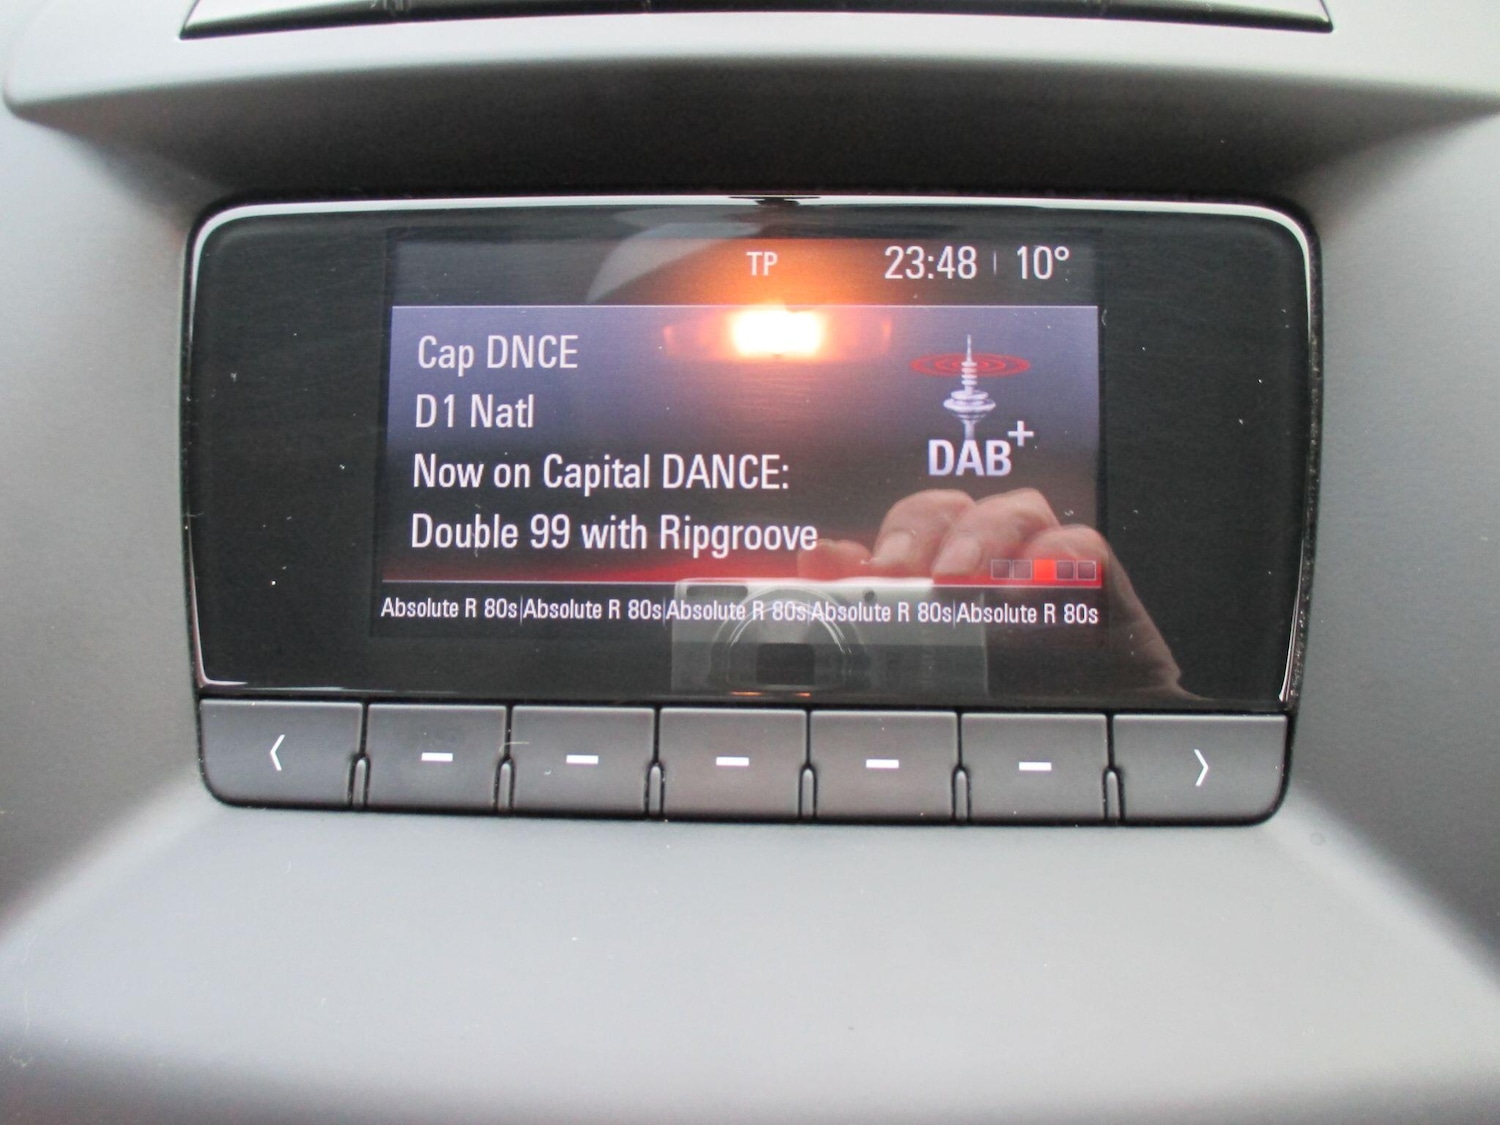 TP 23:48 10°
Cap DNCE
D1 Natl
Now on Capital DANCE:
Double 99 with Ripgroove
DAB+
Absolute R 80s Absolute R 80s Absolute R 80s Absolute R 80s Absolute R 80s